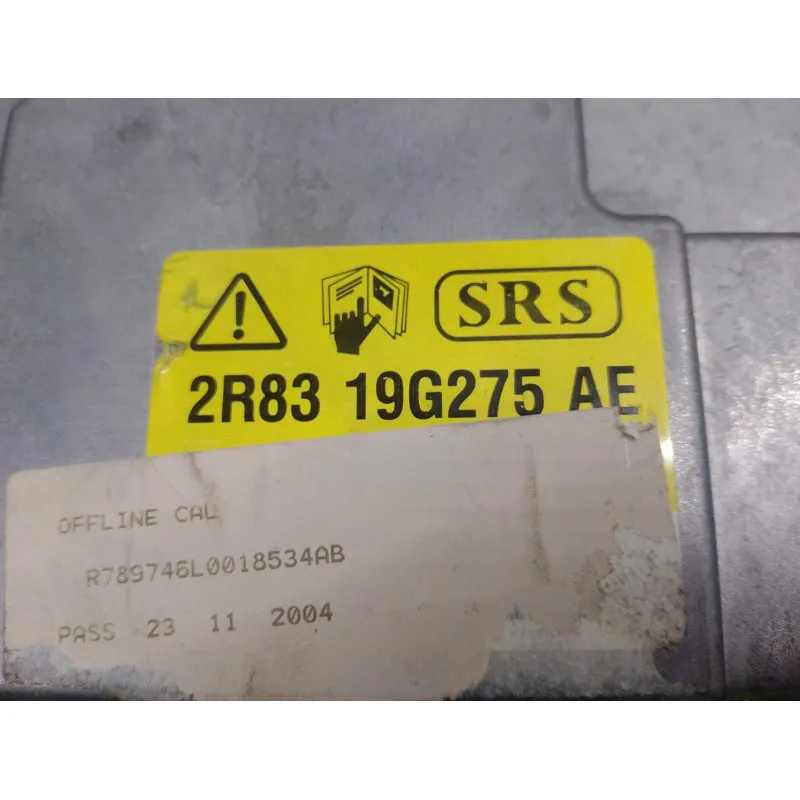 SRS
2R83 19G275 AE
OFFLINE CAL
R789746L0018534AB
PASS 23 11 2004